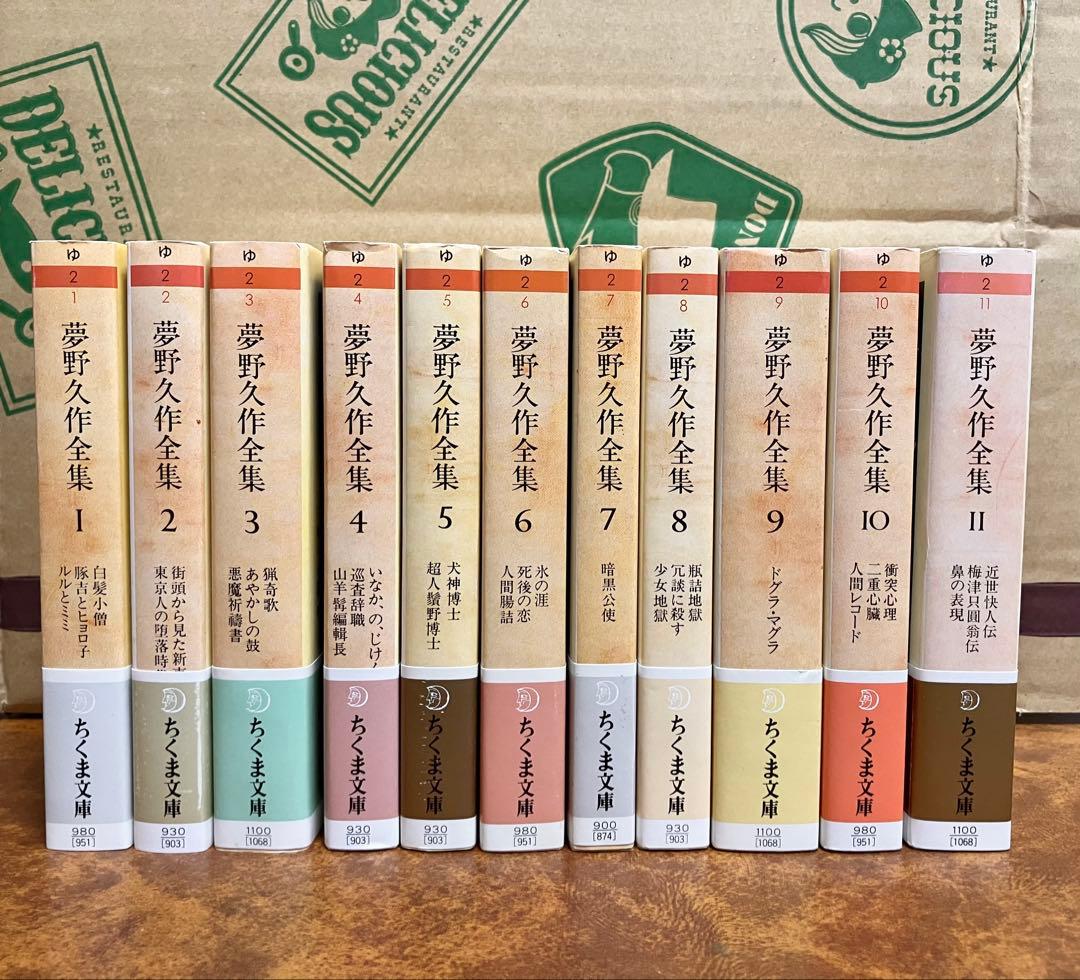 DELICIOUS
★RESTAURANT★
DELIC
★RESTAURA
CIOUS
URANT★
DON
ゆ
2
1
夢野久作全集
1
白髪小僧
豚吉とヒョロ子
ルルとミミ
ちくま文庫
980
[951]
ゆ
2
2
夢野久作全集
2
街頭から見た新東
東京人の堕落時
ちくま文庫
930
[903]
ゆ
2
3
夢野久作全集
3
猟奇歌
あやかしの鼓
悪魔祈禱書
ちくま文庫
1100
[1068]
ゆ
2
4
夢野久作全集
4
いなか、の、じけん
巡査辞職
山羊髯編輯長
ちくま文庫
930
[903]
ゆ
2
5
夢野久作全集
5
犬神博士
超人鬚野博士
ちくま文庫
930
[903]
ゆ
2
6
夢野久作全集
6
氷の涯
死後の恋
人間腸詰
ちくま文庫
980
[951]
ゆ
2
7
夢野久作全集
7
暗黒公使
ちくま文庫
900
[874]
ゆ
2
8
夢野久作全集
8
瓶詰地獄
冗談に殺す
少女地獄
ちくま文庫
930
[903]
ゆ
2
9
夢野久作全集
9
ドグラ・マグラ
ちくま文庫
1100
[1068]
ゆ
2
10
夢野久作全集
10
衝突心理
二重心臓
人間レコード
ちくま文庫
980
[951]
ゆ
2
11
夢野久作全集
11
近世快人伝
梅津只圓翁伝
鼻の表現
ちくま文庫
1100
[1068]